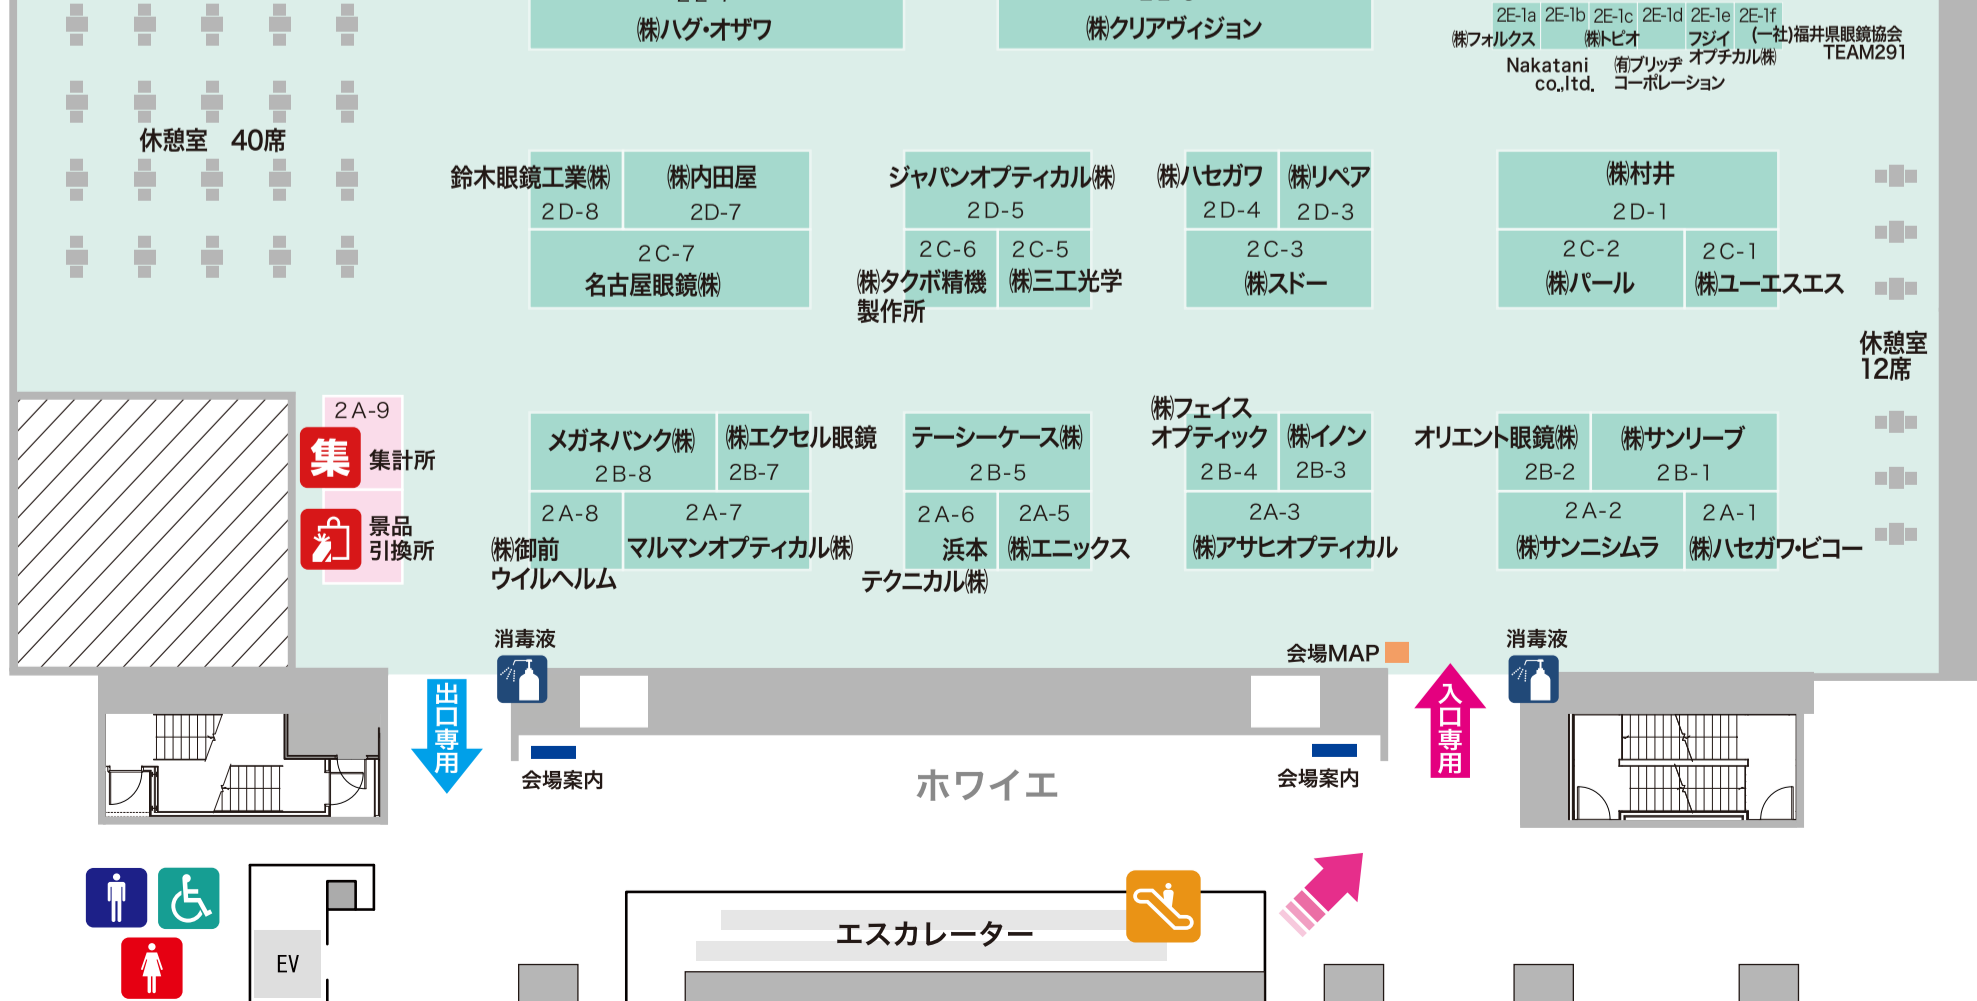 ㈱ハグ・オザワ
㈱クリアヴィジョン
2E-1a 2E-1b 2E-1c 2E-1d 2E-1e 2E-1f
㈱フォルクス
㈱トピオ
フジイ
オプチカル㈱
(一社)福井県眼鏡協会
TEAM291
Nakatani
co.,ltd.
㈲ブリッヂ
コーポレーション
休憩室 40席
鈴木眼鏡工業㈱
2D-8
㈱内田屋
2D-7
ジャパンオプティカル㈱
2D-5
㈱ハセガワ
2D-4
㈱リペア
2D-3
㈱村井
2D-1
2C-7
名古屋眼鏡㈱
2C-6
㈱タクボ精機
製作所
2C-5
㈱三工光学
2C-3
㈱スドー
2C-2
㈱パール
2C-1
㈱ユーエスエス
休憩室
12席
2A-9
集
集計所
景品
引換所
メガネバンク㈱
2B-8
㈱エクセル眼鏡
2B-7
テーシーケース㈱
2B-5
㈱フェイス
オプティック
2B-4
㈱イノン
2B-3
オリエント眼鏡㈱
2B-2
㈱サンリーブ
2B-1
2A-8
㈱御前
ウイルヘルム
2A-7
マルマンオプティカル㈱
2A-6
浜本
テクニカル㈱
2A-5
㈱エニックス
2A-3
㈱アサヒオプティカル
2A-2
㈱サンニシムラ
2A-1
㈱ハセガワ・ビコー
消毒液
会場MAP
消毒液
出口専用
入口専用
会場案内
ホワイエ
会場案内
エスカレーター
EV